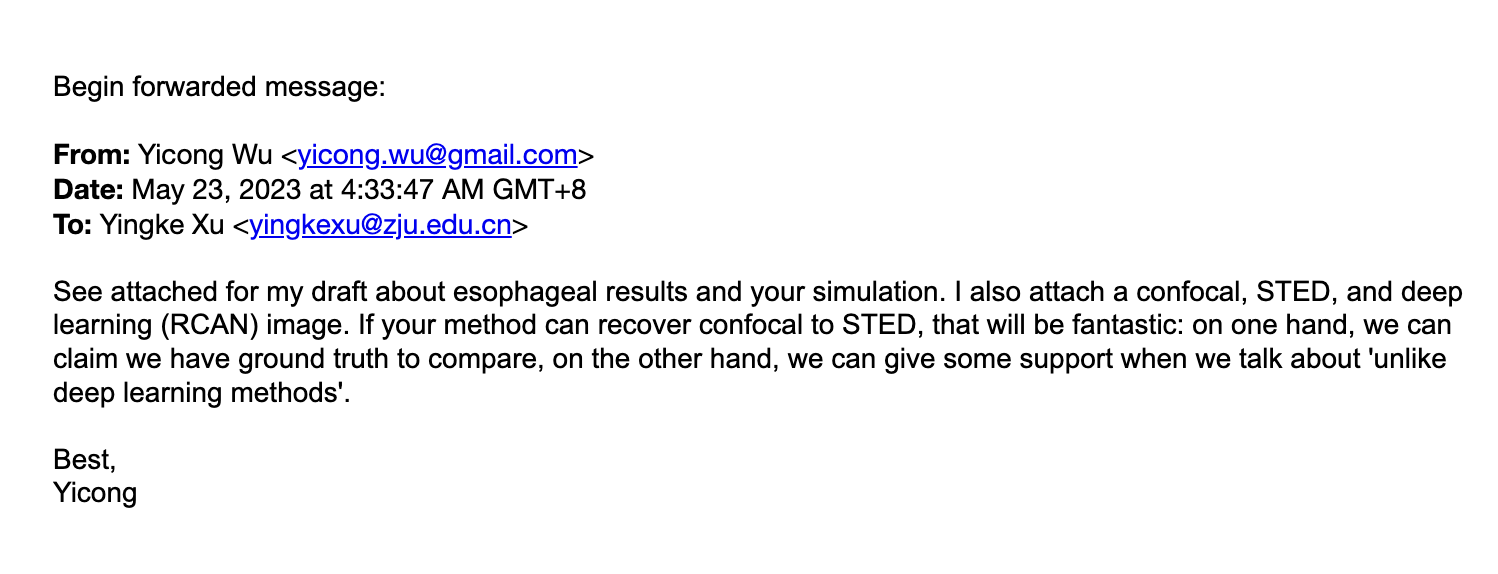 Begin forwarded message:
From: Yicong Wu <yicong.wu@gmail.com>
Date: May 23, 2023 at 4:33:47 AM GMT+8
To: Yingke Xu <yingkexu@zju.edu.cn>
See attached for my draft about esophageal results and your simulation. I also attach a confocal, STED, and deep
learning (RCAN) image. If your method can recover confocal to STED, that will be fantastic: on one hand, we can
claim we have ground truth to compare, on the other hand, we can give some support when we talk about 'unlike
deep learning methods'.
Best,
Yicong